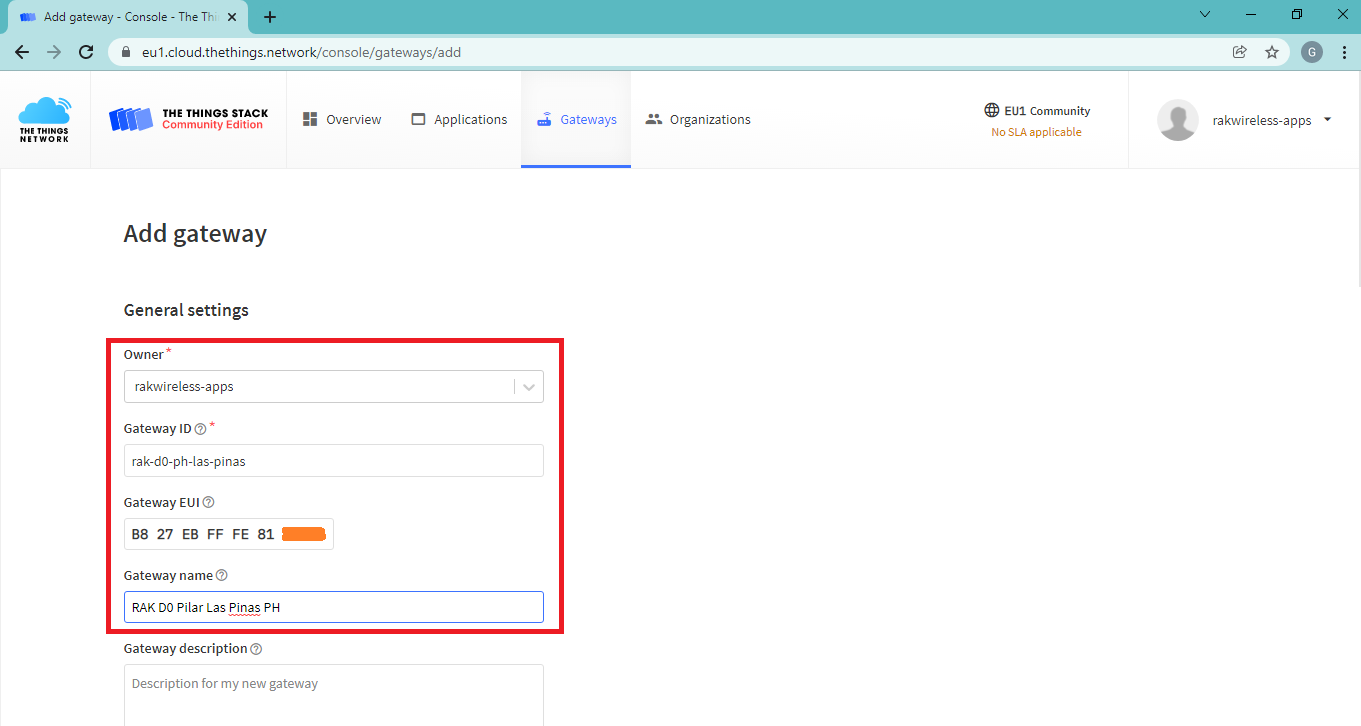 Add gateway - Console - The Thi
eu1.cloud.thethings.network/console/gateways/add
G
THE THINGS
NETWORK
THE THINGS STACK
Community Edition
Overview
Applications
Gateways
Organizations
EU1 Community
No SLA applicable
rakwireless-apps
Add gateway
General settings
Owner*
rakwireless-apps
Gateway ID ? *
rak-d0-ph-las-pinas
Gateway EUI ?
B8 27 EB FF FE 81
Gateway name ?
RAK D0 Pilar Las Pinas PH
Gateway description ?
Description for my new gateway